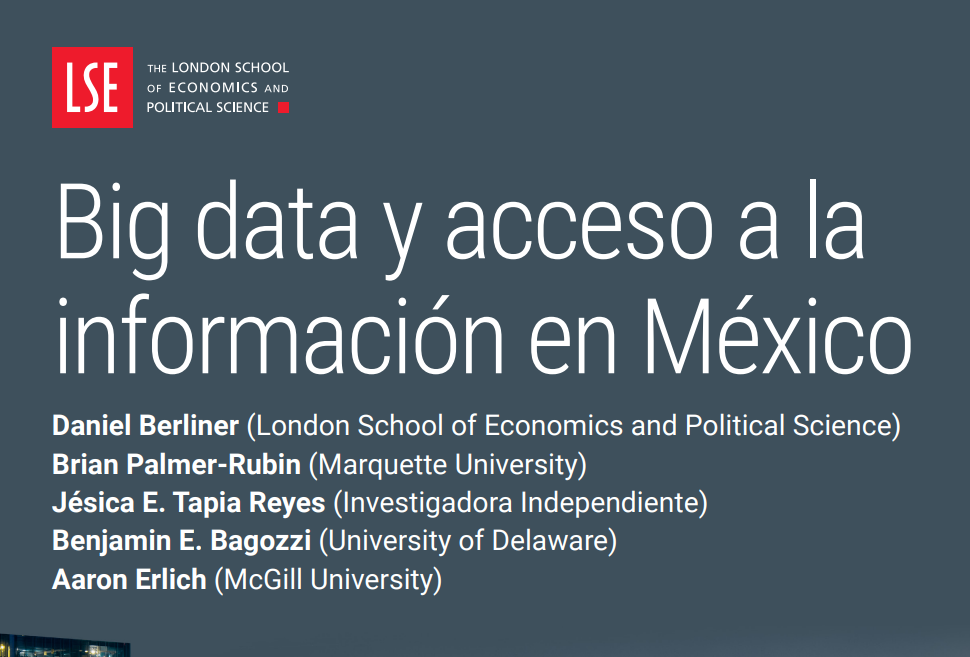 LSE
THE LONDON SCHOOL
OF ECONOMICS AND
POLITICAL SCIENCE
Big data y acceso a la
información en México
Daniel Berliner (London School of Economics and Political Science)
Brian Palmer-Rubin (Marquette University)
Jésica E. Tapia Reyes (Investigadora Independiente)
Benjamin E. Bagozzi (University of Delaware)
Aaron Erlich (McGill University)